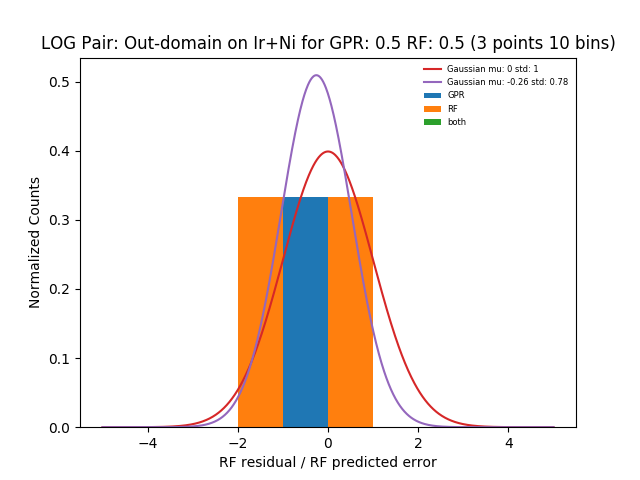 LOG Pair: Out-domain on Ir+Ni for GPR: 0.5 RF: 0.5 (3 points 10 bins)
Gaussian mu: 0 std: 1
Gaussian mu: -0.26 std: 0.78
GPR
RF
both
Normalized Counts
0.5
0.4
0.3
0.2
0.1
0.0
−4 −2 0 2 4
RF residual / RF predicted error